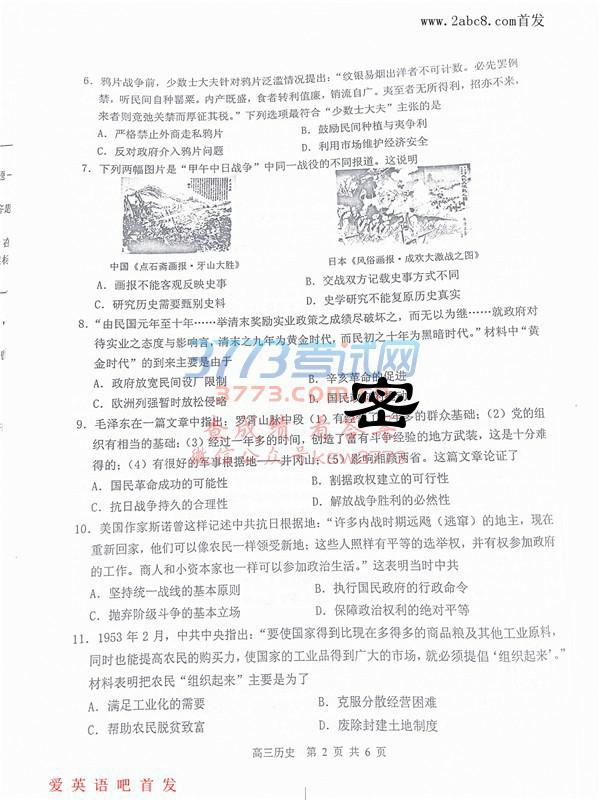 www.2abc8.com首发
6. 鸦片战争前，少数士大夫针对鸦片泛滥情况提出：“纹银易烟出洋者不可计数。必先罢例
禁，听民间自种罂粟。内产既盛，食者转利值廉，销流自广。夷至者无所得利，招亦不来，
来者则竟弛关禁而厚征其税。”下列选项最符合“少数士大夫”主张的是
A. 严格禁止外商走私鸦片
B. 鼓励民间种植与夷争利
C. 反对政府介入鸦片问题
D. 利用市场维护经济安全
7. 下列两幅图片是“甲午中日战争”中同一战役的不同报道。这说明
中国《点石斋画报·牙山大胜》
日本《风俗画报·成欢大激战之图》
A. 画报不能客观反映史事
B. 交战双方记载史事方式不同
C. 研究历史需要甄别史料
D. 史学研究不能复原历史真实
8. “由民国元年至十年……举清末奖励实业政策之成绩尽破坏之，而无以为继……就政府对
待实业之态度与影响言，清末之九年为黄金时代，而民初之十年为黑暗时代。”材料中“黄
金时代”的到来主要是由于
A. 政府放宽民间设厂限制
B. 辛亥革命的促进
C. 欧洲列强暂时放松侵略
D. 国民
密
9. 毛泽东在一篇文章中指出：罗霄山脉中段（1）有经 一年多的群众基础；（2）党的组
织有相当的基础；（3）经过一年多的时间，创造了富有斗争经验的地方武装，这是十分难
得的；（4）有很好的军事根据地——井冈山；（5）影响湘赣两省。这篇文章论证了
A. 国民革命成功的可能性
B. 割据政权建立的可行性
C. 抗日战争持久的合理性
D. 解放战争胜利的必然性
10. 美国作家斯诺曾这样记述中共抗日根据地：“许多内战时期远飏（逃窜）的地主，现在
重新回家，他们可以像农民一样领受新地；这些人照样有平等的选举权，并有权参加政府
的工作。商人和小资本家也一样可以参加政治生活。”这表明当时中共
A. 坚持统一战线的基本原则
B. 执行国民政府的行政命令
C. 抛弃阶级斗争的基本立场
D. 保障政治权利的绝对平等
11. 1953 年 2 月，中共中央指出：“要使国家得到比现在多得多的商品粮及其他工业原料，
同时也能提高农民的购买力，使国家的工业品得到广大的市场，就必须提倡‘组织起来’。”
材料表明把农民“组织起来”主要是为了
A. 满足工业化的需要
B. 克服分散经营困难
C. 帮助农民脱贫致富
D. 废除封建土地制度
高三历史 第 2 页 共 6 页
爱英语吧首发
3773考试网
3773.com
查成绩 看答案